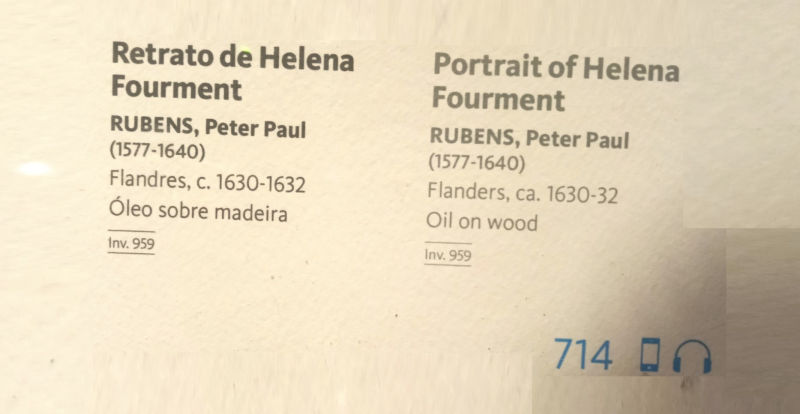 Retrato de Helena
Fourment
RUBENS, Peter Paul
(1577-1640)
Flandres, c. 1630-1632
Óleo sobre madeira
Inv. 959
Portrait of Helena
Fourment
RUBENS, Peter Paul
(1577-1640)
Flanders, ca. 1630-32
Oil on wood
Inv. 959
714